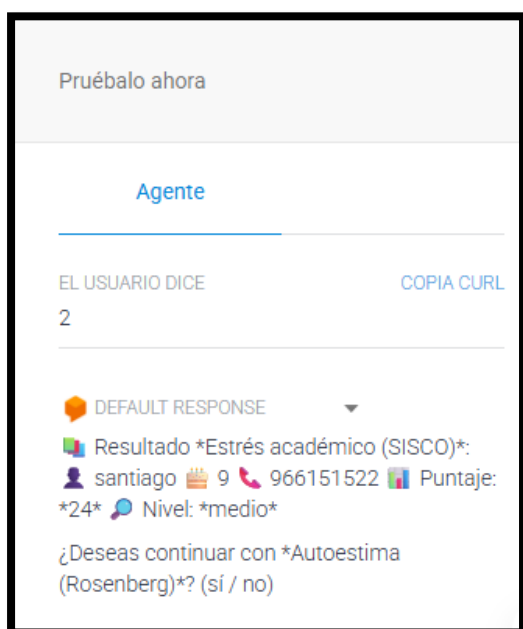 Pruébalo ahora
Agente
EL USUARIO DICE COPIA CURL
2
DEFAULT RESPONSE
📚 Resultado *Estrés académico (SISCO)*:
👤 santiago 🎂 9 📞 966151522 📊 Puntaje:
*24* 🔎 Nivel: *medio*
¿Deseas continuar con *Autoestima
(Rosenberg)*? (sí / no)